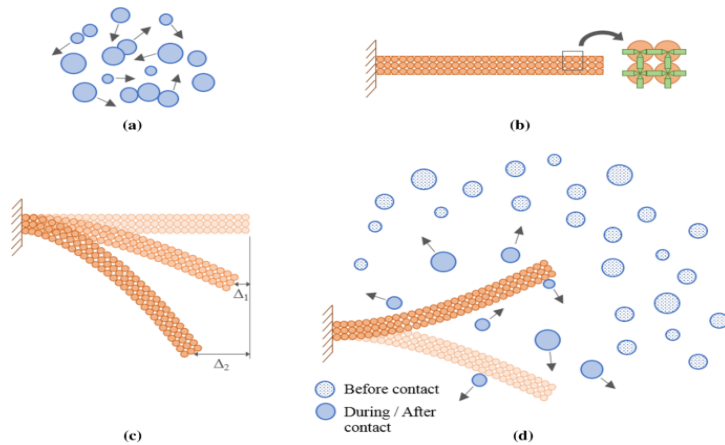 (a)
(b)
Δ1
Δ2
Before contact
During / After
contact
(c)
(d)